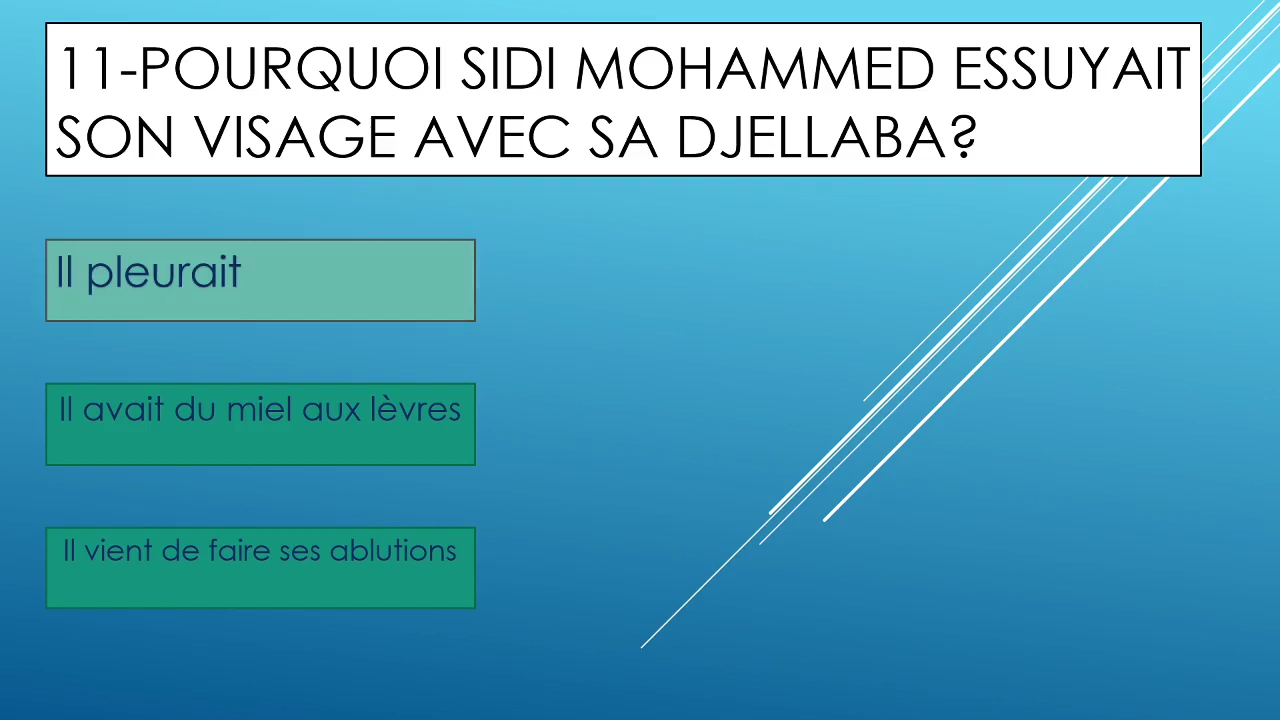 11-POURQUOI SIDI MOHAMMED ESSUYAIT
SON VISAGE AVEC SA DJELLABA?
Il pleurait
Il avait du miel aux lèvres
Il vient de faire ses ablutions